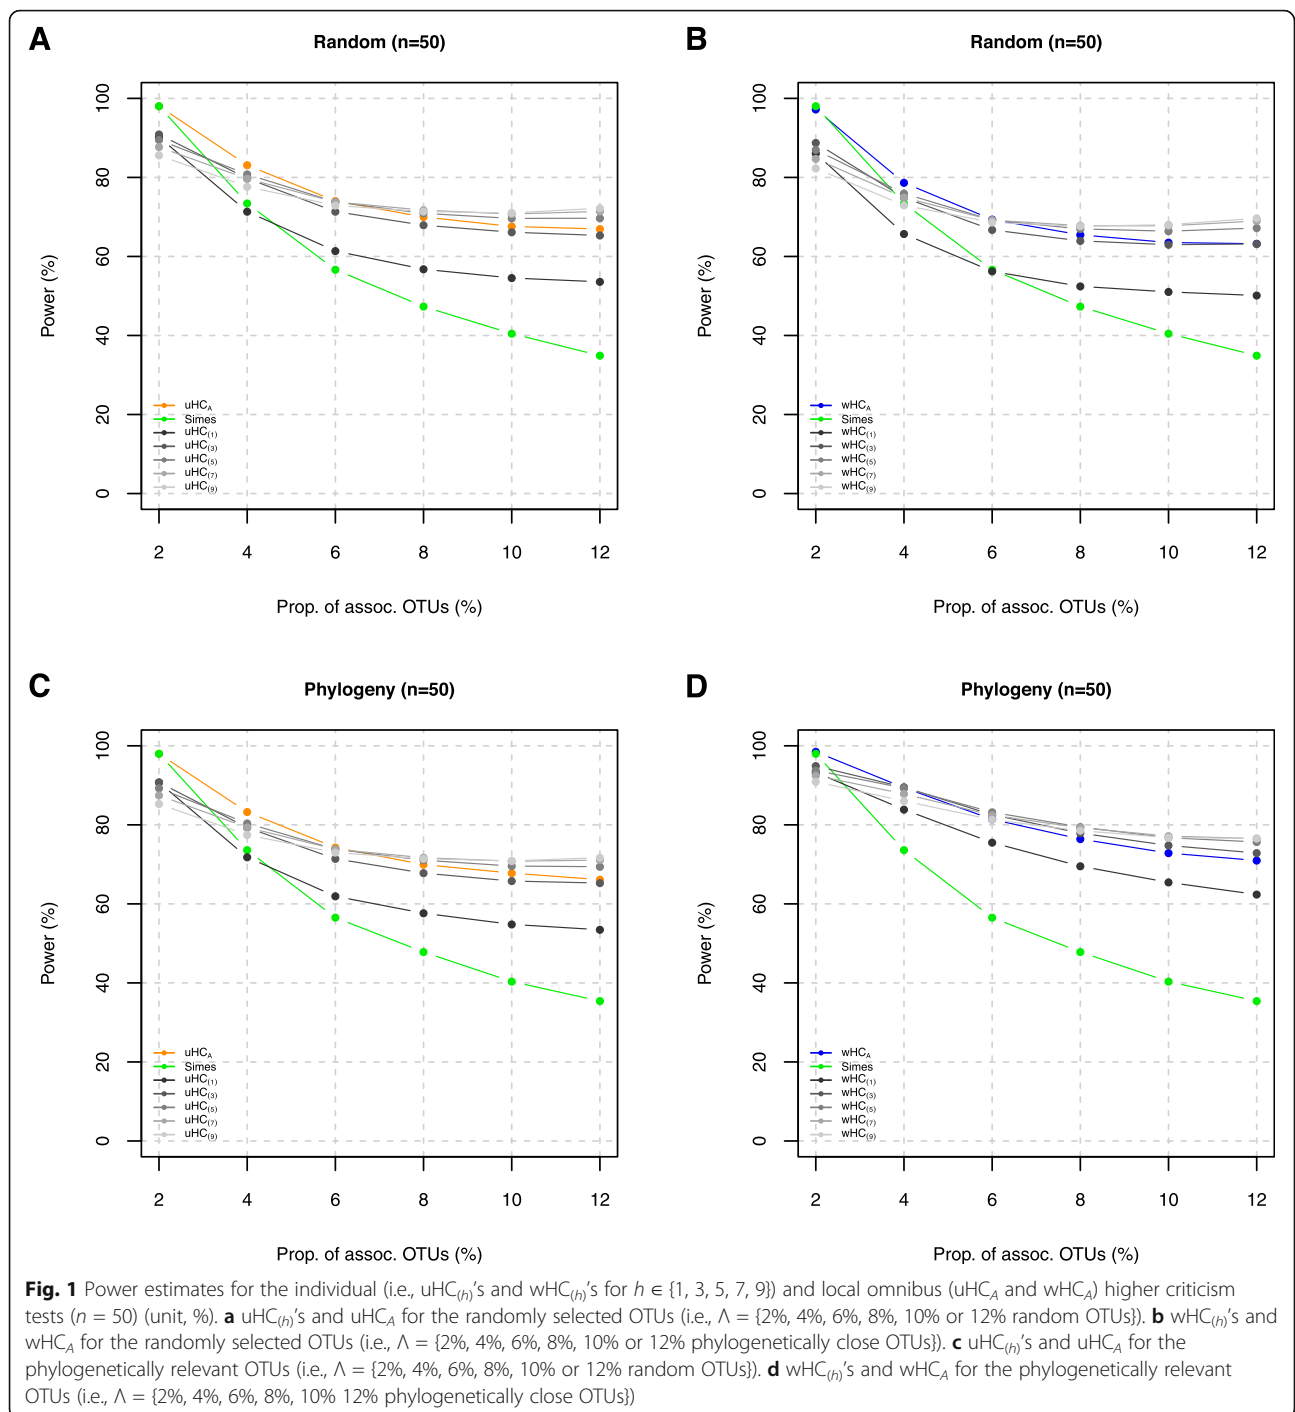 A
Random (n=50)
Power (%)
100
80
60
40
20
0
uHCA
Simes
uHC(1)
uHC(3)
uHC(5)
uHC(7)
uHC(9)
2 4 6 8 10 12
Prop. of assoc. OTUs (%)
B
Random (n=50)
Power (%)
100
80
60
40
20
0
wHCA
Simes
wHC(1)
wHC(3)
wHC(5)
wHC(7)
wHC(9)
2 4 6 8 10 12
Prop. of assoc. OTUs (%)
C
Phylogeny (n=50)
Power (%)
100
80
60
40
20
0
uHCA
Simes
uHC(1)
uHC(3)
uHC(5)
uHC(7)
uHC(9)
2 4 6 8 10 12
Prop. of assoc. OTUs (%)
D
Phylogeny (n=50)
Power (%)
100
80
60
40
20
0
wHCA
Simes
wHC(1)
wHC(3)
wHC(5)
wHC(7)
wHC(9)
2 4 6 8 10 12
Prop. of assoc. OTUs (%)
Fig. 1 Power estimates for the individual (i.e., uHC(h)'s and wHC(h)'s for h ∈ {1, 3, 5, 7, 9}) and local omnibus (uHCA and wHCA) higher criticism
tests (n = 50) (unit, %). a uHC(h)'s and uHCA for the randomly selected OTUs (i.e., Λ = {2%, 4%, 6%, 8%, 10% or 12% random OTUs}). b wHC(h)'s and
wHCA for the randomly selected OTUs (i.e., Λ = {2%, 4%, 6%, 8%, 10% or 12% phylogenetically close OTUs}). c uHC(h)'s and uHCA for the
phylogenetically relevant OTUs (i.e., Λ = {2%, 4%, 6%, 8%, 10% or 12% random OTUs}). d wHC(h)'s and wHCA for the phylogenetically relevant
OTUs (i.e., Λ = {2%, 4%, 6%, 8%, 10% 12% phylogenetically close OTUs})